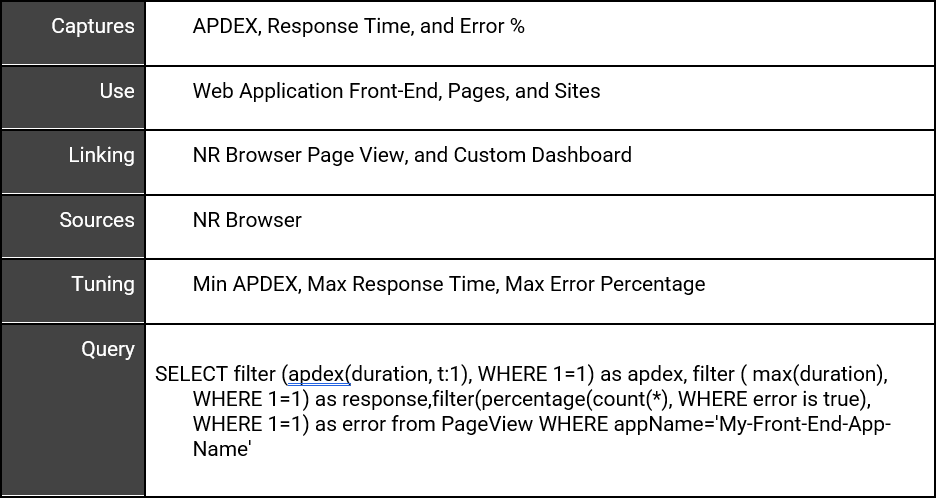 Captures
APDEX, Response Time, and Error %
Use
Web Application Front-End, Pages, and Sites
Linking
NR Browser Page View, and Custom Dashboard
Sources
NR Browser
Tuning
Min APDEX, Max Response Time, Max Error Percentage
Query
SELECT filter (apdex(duration, t:1), WHERE 1=1) as apdex, filter ( max(duration),
WHERE 1=1) as response,filter(percentage(count(*), WHERE error is true),
WHERE 1=1) as error from PageView WHERE appName='My-Front-End-App-
Name'